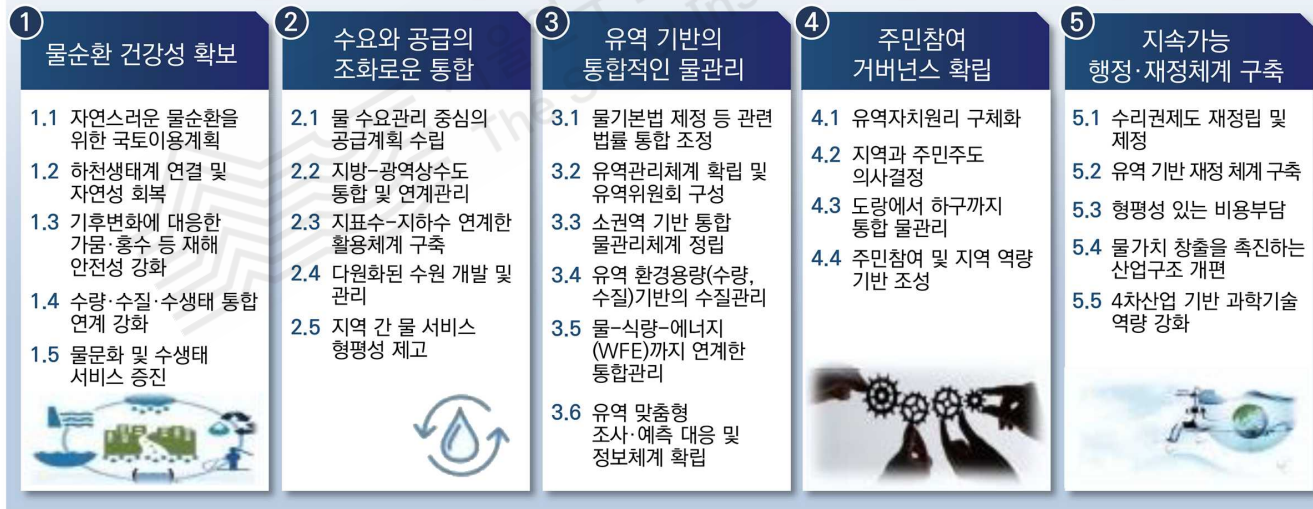 1
물순환 건강성 확보
1.1 자연스러운 물순환을
위한 국토이용계획
1.2 하천생태계 연결 및
자연성 회복
1.3 기후변화에 대응한
가뭄·홍수 등 재해
안전성 강화
1.4 수량·수질·수생태 통합
연계 강화
1.5 물문화 및 수생태
서비스 증진
2
수요와 공급의
조화로운 통합
2.1 물 수요관리 중심의
공급계획 수립
2.2 지방-광역상수도
통합 및 연계관리
2.3 지표수-지하수 연계한
활용체계 구축
2.4 다원화된 수원 개발 및
관리
2.5 지역 간 물 서비스
형평성 제고
3
유역 기반의
통합적인 물관리
3.1 물기본법 제정 등 관련
법률 통합 조정
3.2 유역관리체계 확립 및
유역위원회 구성
3.3 소권역 기반 통합
물관리체계 정립
3.4 유역 환경용량(수량,
수질)기반의 수질관리
3.5 물-식량-에너지
(WFE)까지 연계한
통합관리
3.6 유역 맞춤형
조사·예측 대응 및
정보체계 확립
4
주민참여
거버넌스 확립
4.1 유역자치원리 구체화
4.2 지역과 주민주도
의사결정
4.3 도랑에서 하구까지
통합 물관리
4.4 주민참여 및 지역 역량
기반 조성
5
지속가능
행정·재정체계 구축
5.1 수리권제도 재정립 및
제정
5.2 유역 기반 재정 체계 구축
5.3 형평성 있는 비용부담
5.4 물가치 창출을 촉진하는
산업구조 개편
5.5 4차산업 기반 과학기술
역량 강화